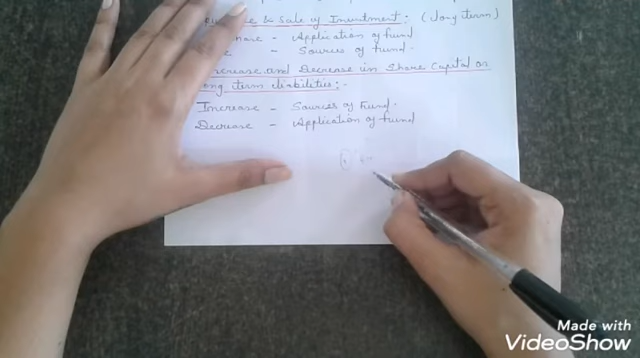 & Sale of Investment :- (Long term)
- Application of fund
- Sources of fund.
Increase and Decrease in Share Capital or
long term liabilities:-
Increase - Sources of Fund.
Decrease - Application of fund
Made with
VideoShow